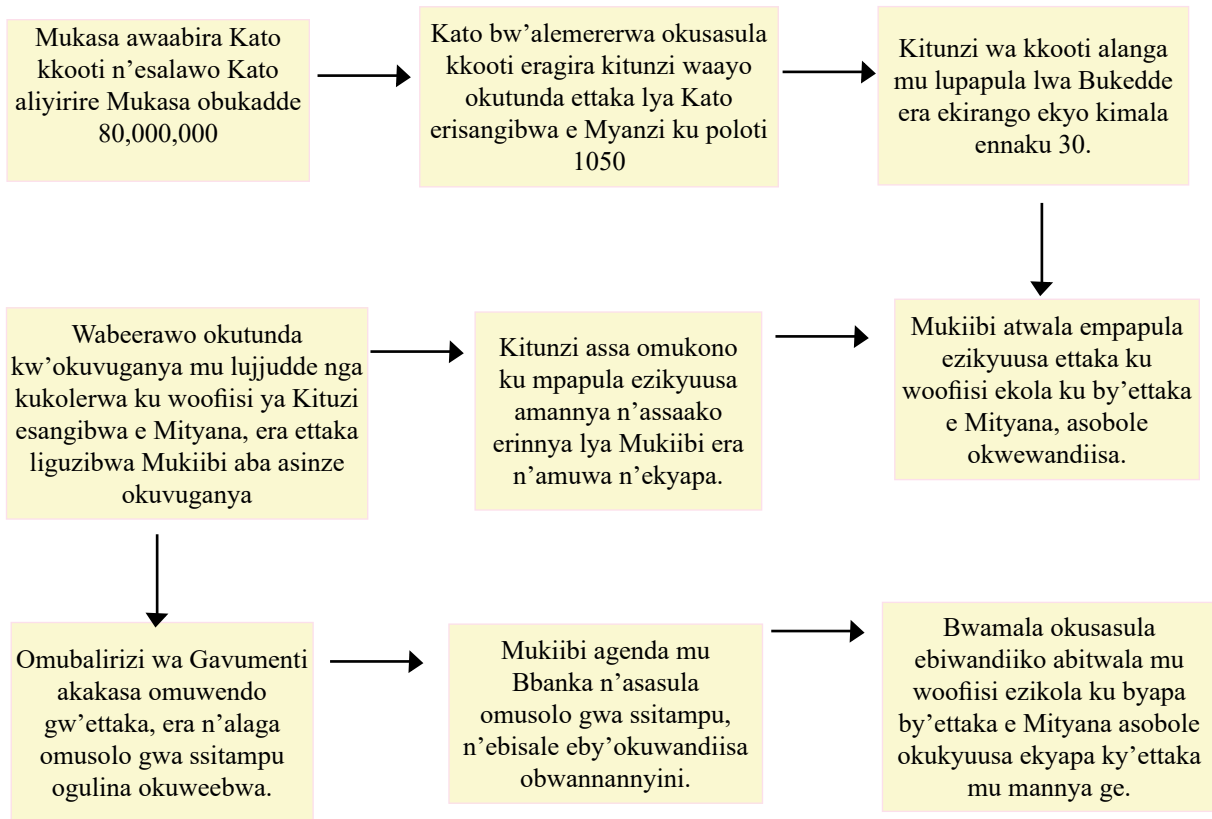 Mukasa awaabira Kato
kkooti n’esalawo Kato
aliyirire Mukasa obukadde
80,000,000
Kato bw’alemererwa okusasula
kkooti eragira kitunzi waayo
okutunda ettaka lya Kato
erisangibwa e Myanzi ku poloti
1050
Kitunzi wa kkooti alanga
mu lupapula lwa Bukedde
era ekirango ekyo kimala
ennaku 30.
Wabeerawo okutunda
kw’okuvuganya mu lujjudde nga
kukolerwa ku woofiisi ya Kituzi
esangibwa e Mityana, era ettaka
liguzibwa Mukiibi aba asinze
okuvuganya
Kitunzi assa omukono
ku mpapula ezikyuusa
amannya n’assaako
erinnya lya Mukiibi era
n’amuwa n’ekyapa.
Mukiibi atwala empapula
ezikyuusa ettaka ku
woofiisi ekola ku by’ettaka
e Mityana, asobole
okwewandiisa.
Omubalirizi wa Gavumenti
akakasa omuwendo
gw’ettaka, era n’alaga
omusolo gwa ssitampu
ogulina okuweebwa.
Mukiibi agenda mu
Bbanka n’asasula
omusolo gwa ssitampu,
n’ebisale eby’okuwandiisa
obwannannyini.
Bwamala okusasula
ebiwandiiko abitwala mu
woofiisi ezikola ku byapa
by’ettaka e Mityana asobole
okukyuusa ekyapa ky’ettaka
mu mannya ge.